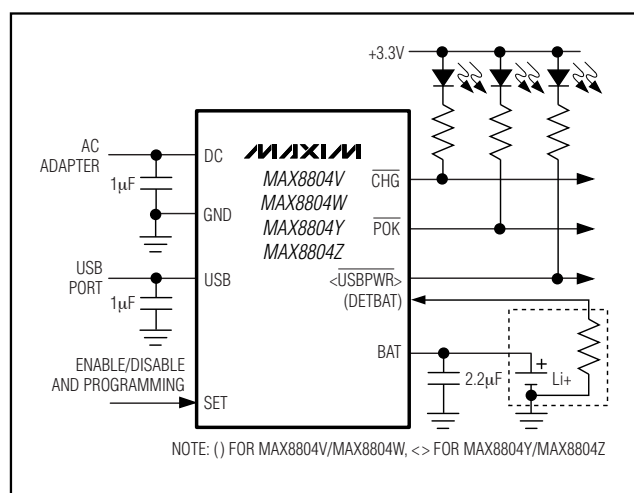 +3.3V
AC
ADAPTER
DC
MAXIM
1µF
MAX8804V
MAX8804W
MAX8804Y
MAX8804Z
CHG
GND
POK
USB
PORT
USB
<USBPWR>
(DETBAT)
1µF
BAT
ENABLE/DISABLE
AND PROGRAMMING
2.2µF
+
Li+
SET
NOTE: () FOR MAX8804V/MAX8804W, <> FOR MAX8804Y/MAX8804Z